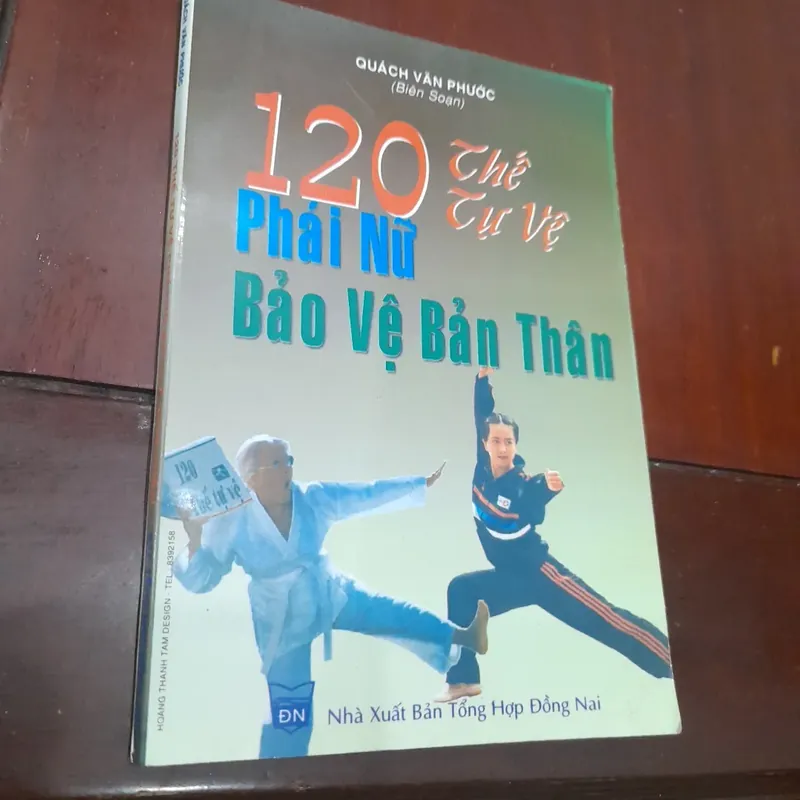 QUÁCH VĂN PHƯỚC
(Biên Soạn)
120 Thế
Tự Vệ
Phái Nữ
Bảo Vệ Bản Thân
120
Thế tự vệ
HOANG THANH TAM DESIGN - TEL : 8392158
ĐN
Nhà Xuất Bản Tổng Hợp Đồng Nai